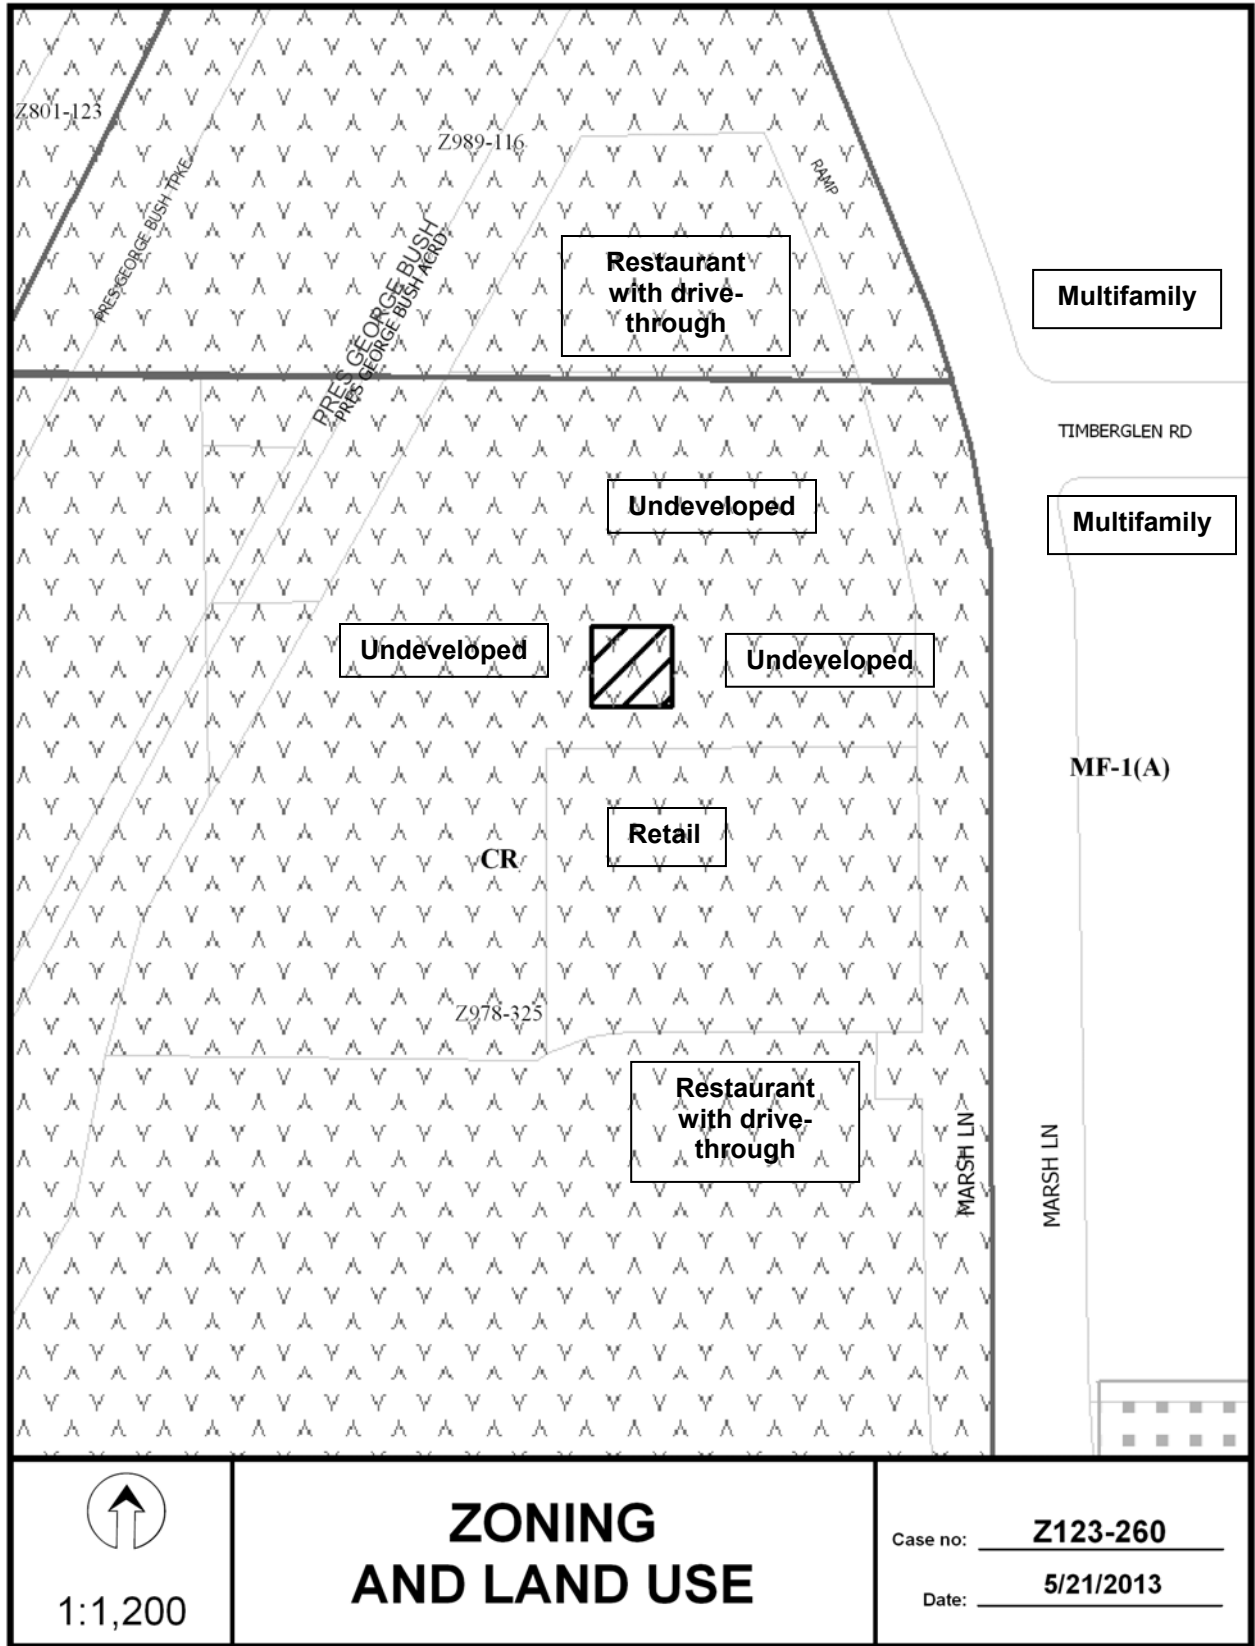 Z801-123
Z989-116
PRES GEORGE BUSH TPKE
RAMP
PRES GEORGE BUSH
PRES GEORGE BUSH ACRD
Restaurant
with drive-
through
Multifamily
TIMBERGLEN RD
Undeveloped
Multifamily
Undeveloped
Undeveloped
MF-1(A)
Retail
CR
Z978-325
Restaurant
with drive-
through
MARSH LN
MARSH LN
1:1,200
ZONING
AND LAND USE
Case no: Z123-260
Date: 5/21/2013